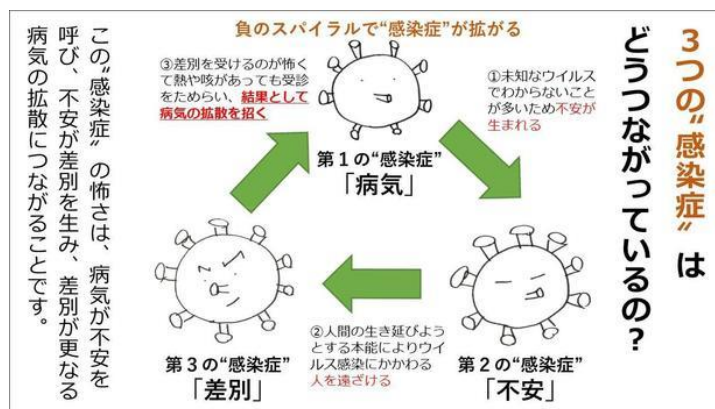 3つの〝感染症〟は
どうつながっているの?
負のスパイラルで“感染症”が拡がる
①未知なウイルス
でわからないこと
が多いため不安が
生まれる
第1の“感染症”
「病気」
第2の“感染症”
「不安」
②人間の生き延びよう
とする本能によりウイ
ルス感染にかかわる
人を遠ざける
第3の“感染症”
「差別」
③差別を受けるのが怖く
て熱や咳があっても受診
をためらい、結果として
病気の拡散を招く
この〝感染症〟の怖さは、病気が不安を
呼び、不安が差別を生み、差別が更なる
病気の拡散につながることです。